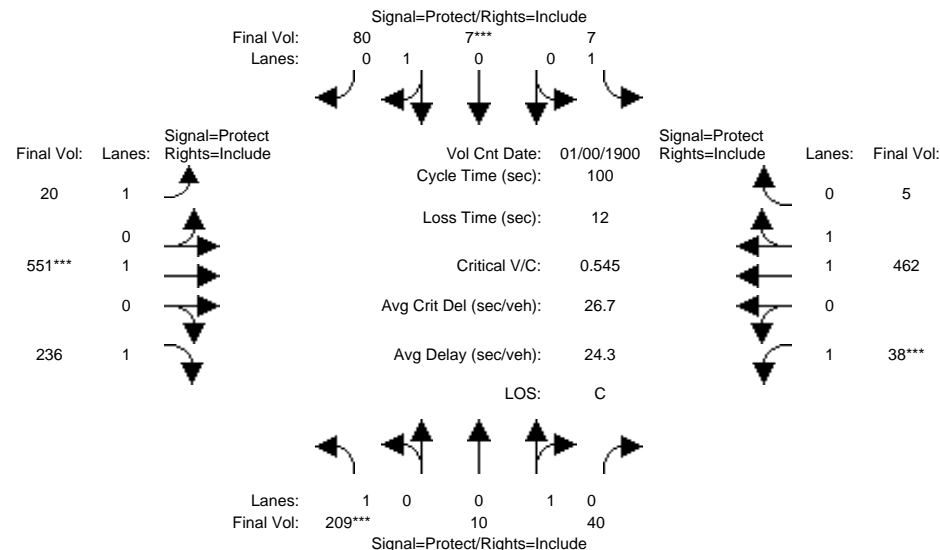 Signal=Protect/Rights=Include
Final Vol: 80 7*** 7
Lanes: 0 1 0 0 1
Signal=Protect Signal=Protect
Final Vol: Lanes: Rights=Include Vol Cnt Date: 01/00/1900 Rights=Include Lanes: Final Vol:
Cycle Time (sec): 100
20 1 0 5
Loss Time (sec): 12
0 1
551*** 1 Critical V/C: 0.545 1 462
0 Avg Crit Del (sec/veh): 26.7 0
236 1 Avg Delay (sec/veh): 24.3 1 38***
LOS: C
Lanes: 1 0 0 1 0
Final Vol: 209*** 10 40
Signal=Protect/Rights=Include